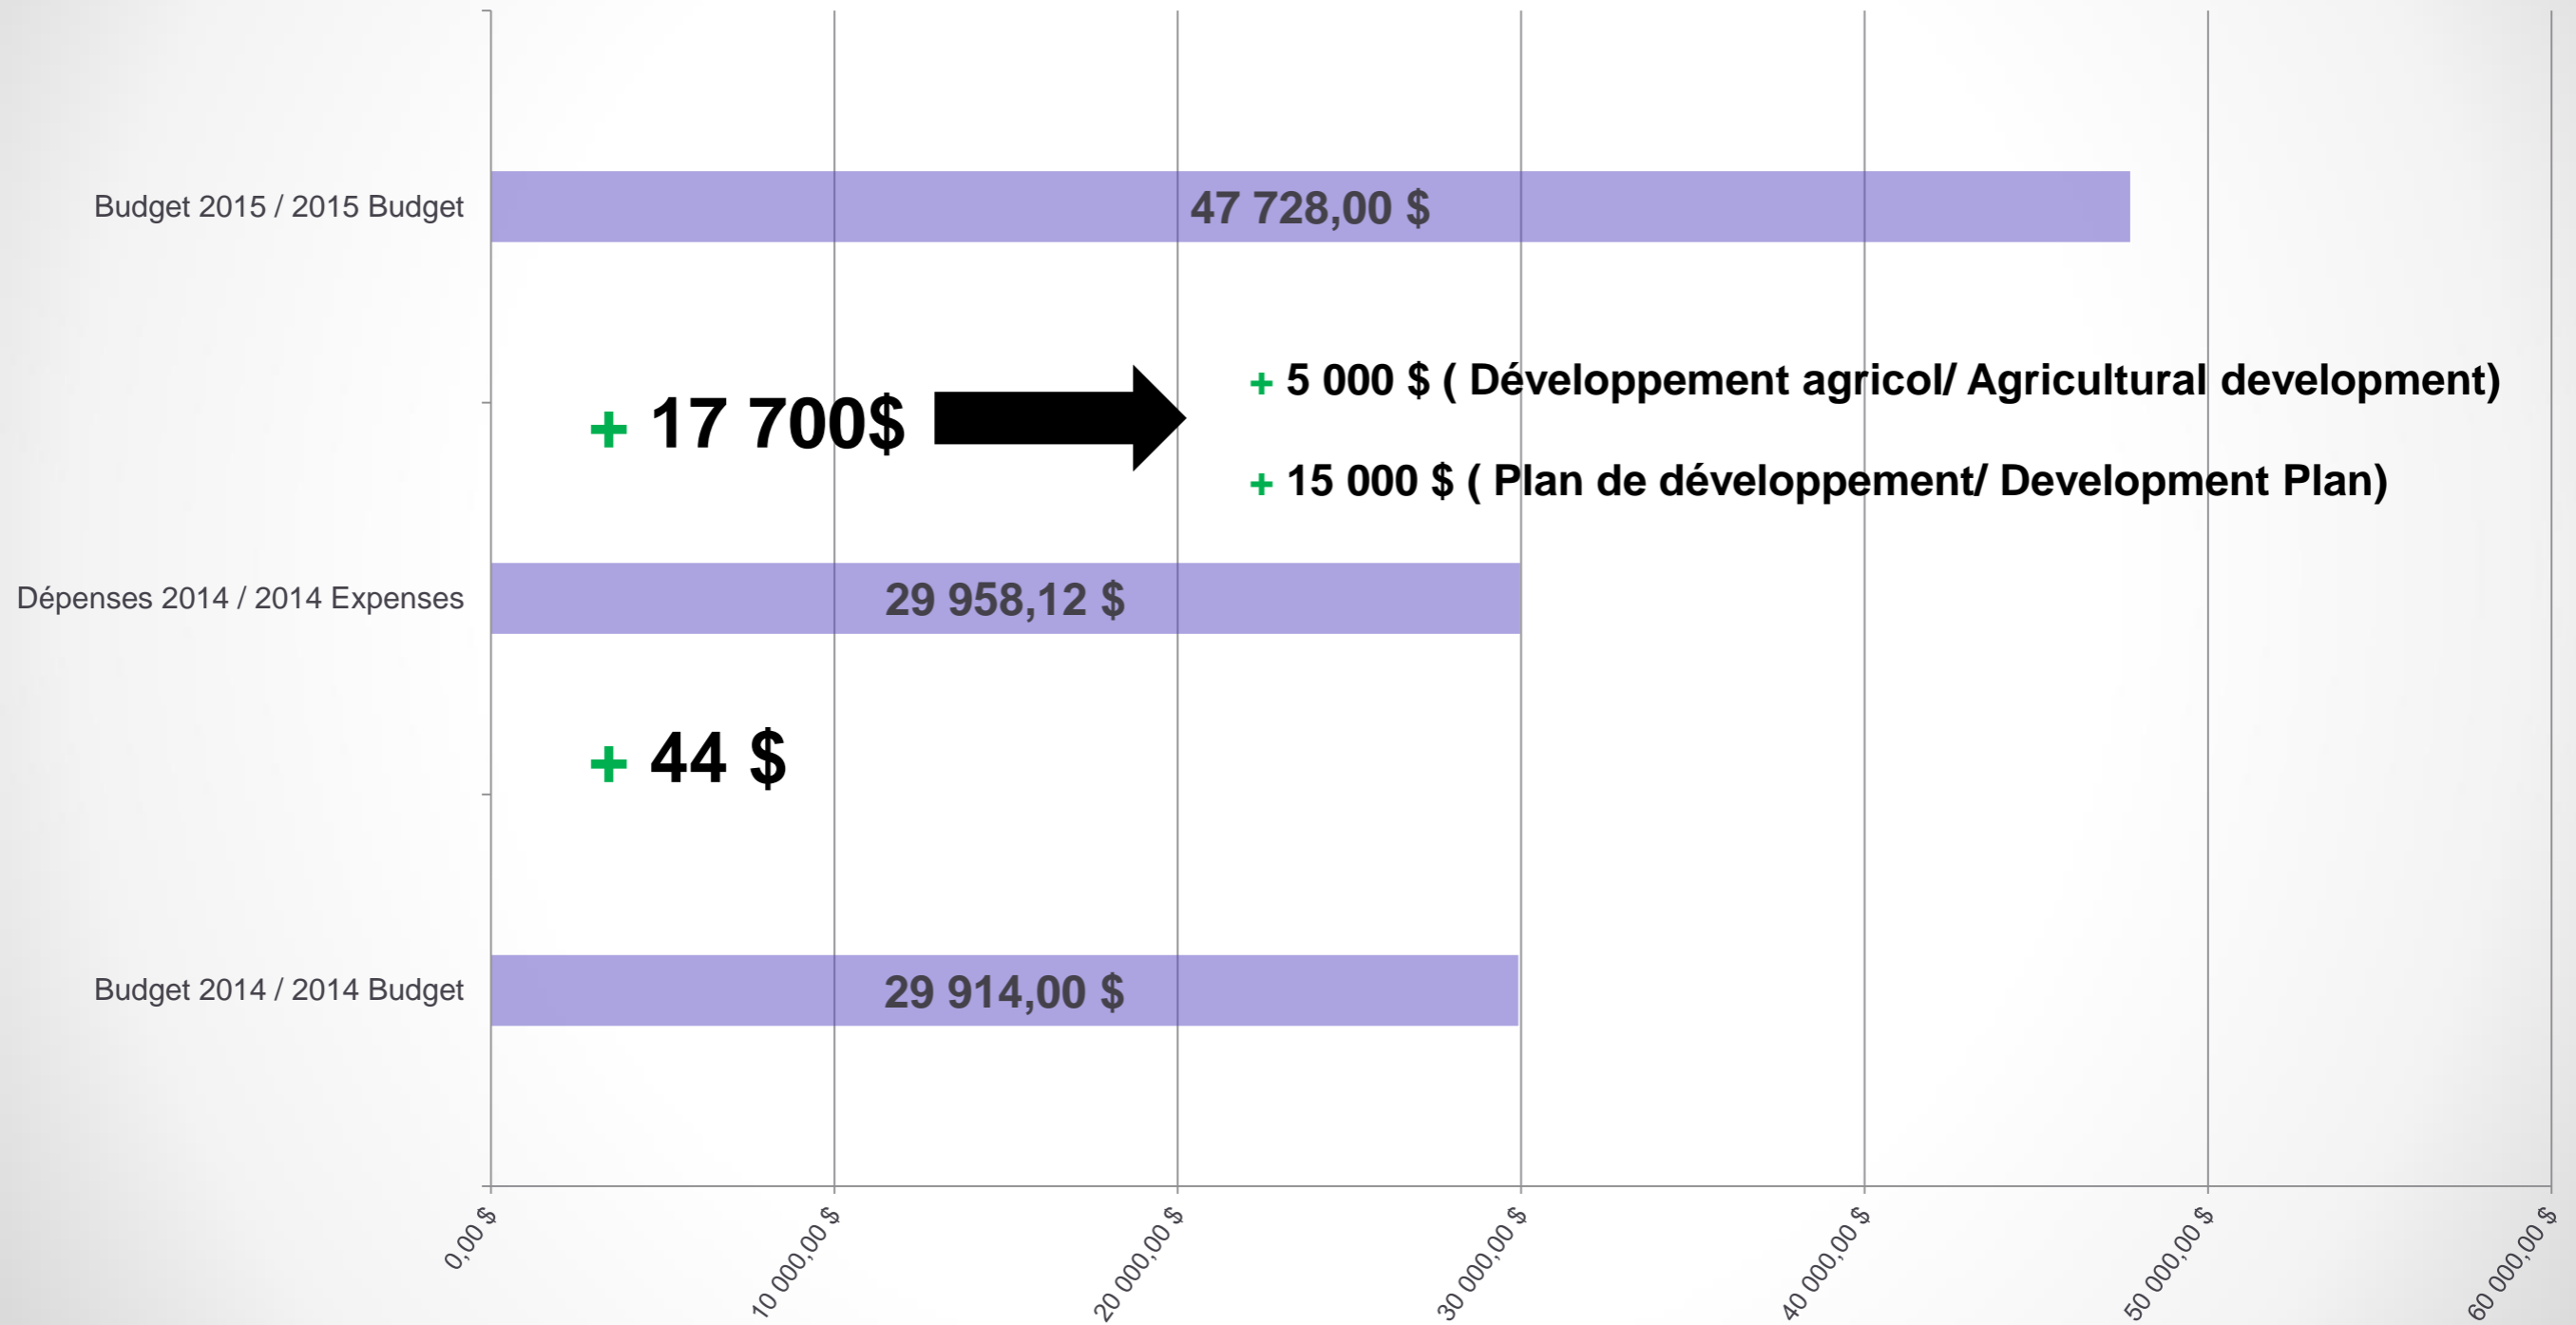 Budget 2015 / 2015 Budget
47 728,00 $
+ 17 700$
+ 5 000 $ ( Développement agricol/ Agricultural development)
+ 15 000 $ ( Plan de développement/ Development Plan)
Dépenses 2014 / 2014 Expenses
29 958,12 $
+ 44 $
Budget 2014 / 2014 Budget
29 914,00 $
0,00 $
10 000,00 $
20 000,00 $
30 000,00 $
40 000,00 $
50 000,00 $
60 000,00 $